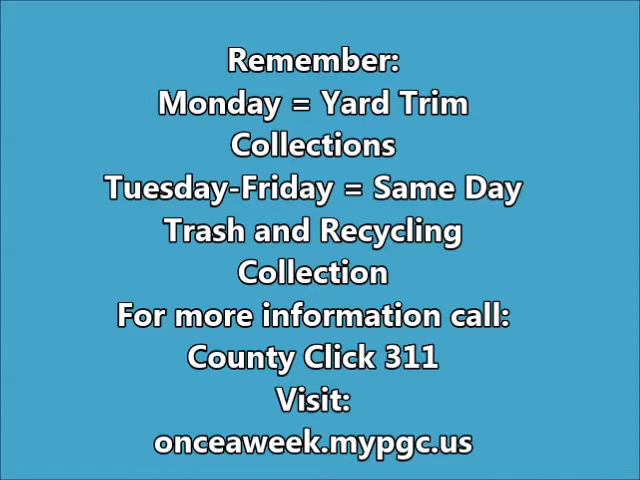 Remember:
Monday = Yard Trim
Collections
Tuesday-Friday = Same Day
Trash and Recycling
Collection
For more information call:
County Click 311
Visit:
onceaweek.mypgc.us